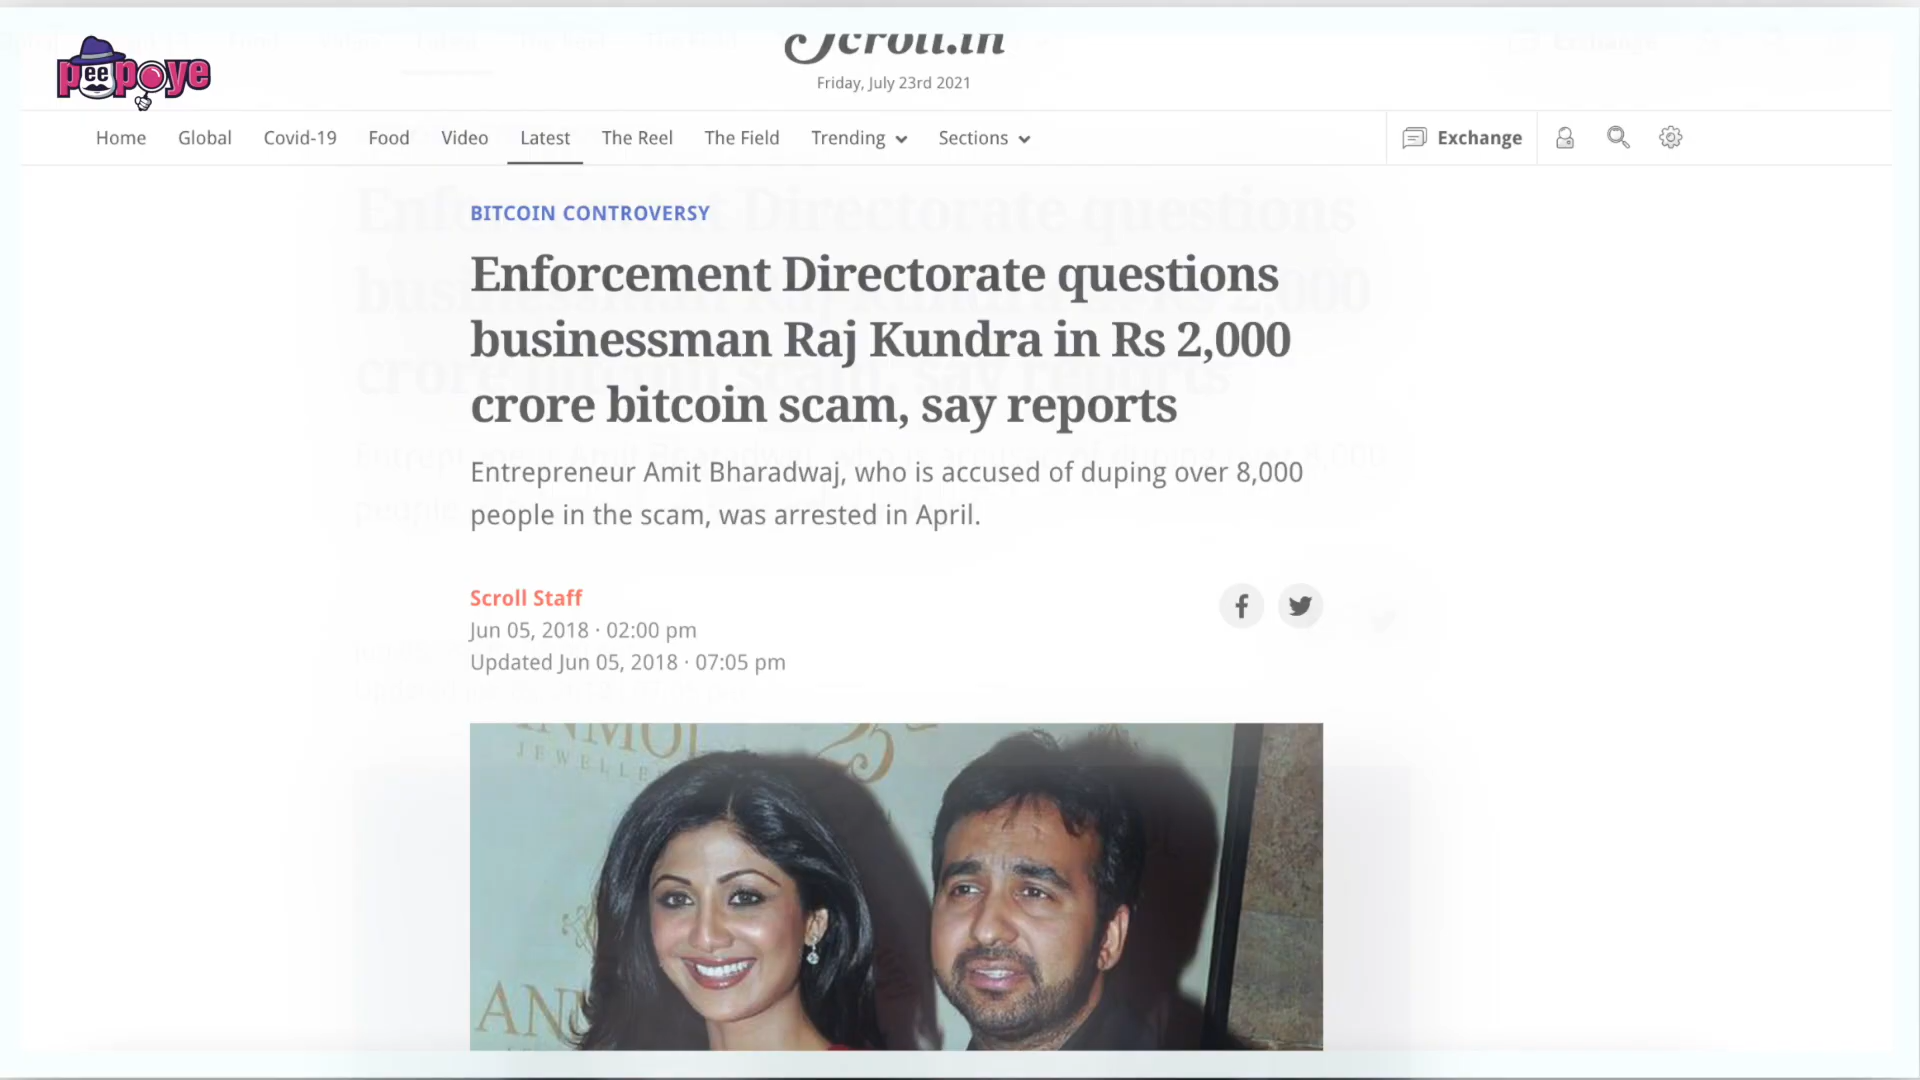 peepoye
Scroll.in
Friday, July 23rd 2021
Home Global Covid-19 Food Video Latest The Reel The Field Trending Sections Exchange
BITCOIN CONTROVERSY
Enforcement Directorate questions
businessman Raj Kundra in Rs 2,000
crore bitcoin scam, say reports
Entrepreneur Amit Bharadwaj, who is accused of duping over 8,000
people in the scam, was arrested in April.
Scroll Staff
Jun 05, 2018 · 02:00 pm
Updated Jun 05, 2018 · 07:05 pm